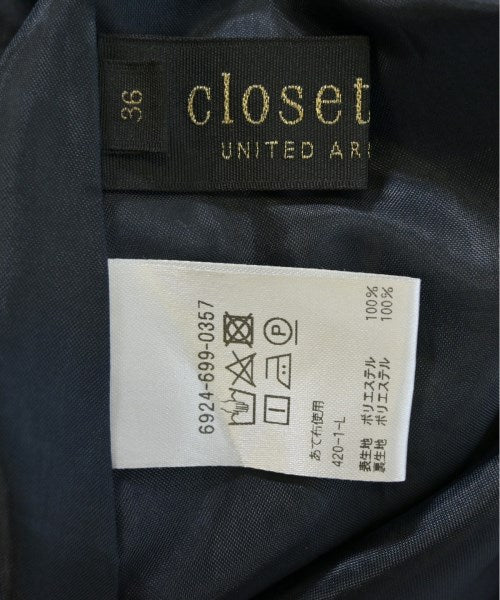 36
closet
UNITED AR
6924-699-0357
P
あて布使用
420-1-L
表生地 ポリエステル 100%
裏生地 ポリエステル 100%